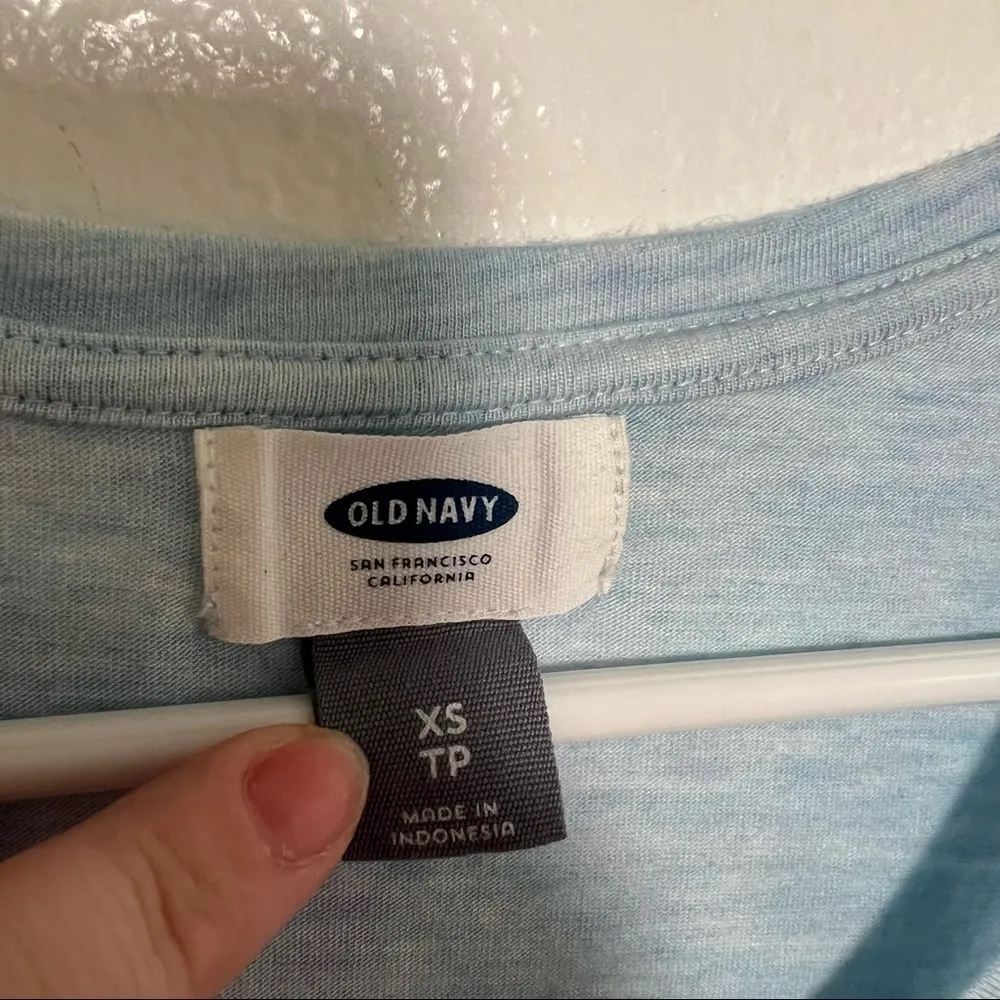 OLD NAVY
SAN FRANCISCO
CALIFORNIA
XS
TP
MADE IN
INDONESIA